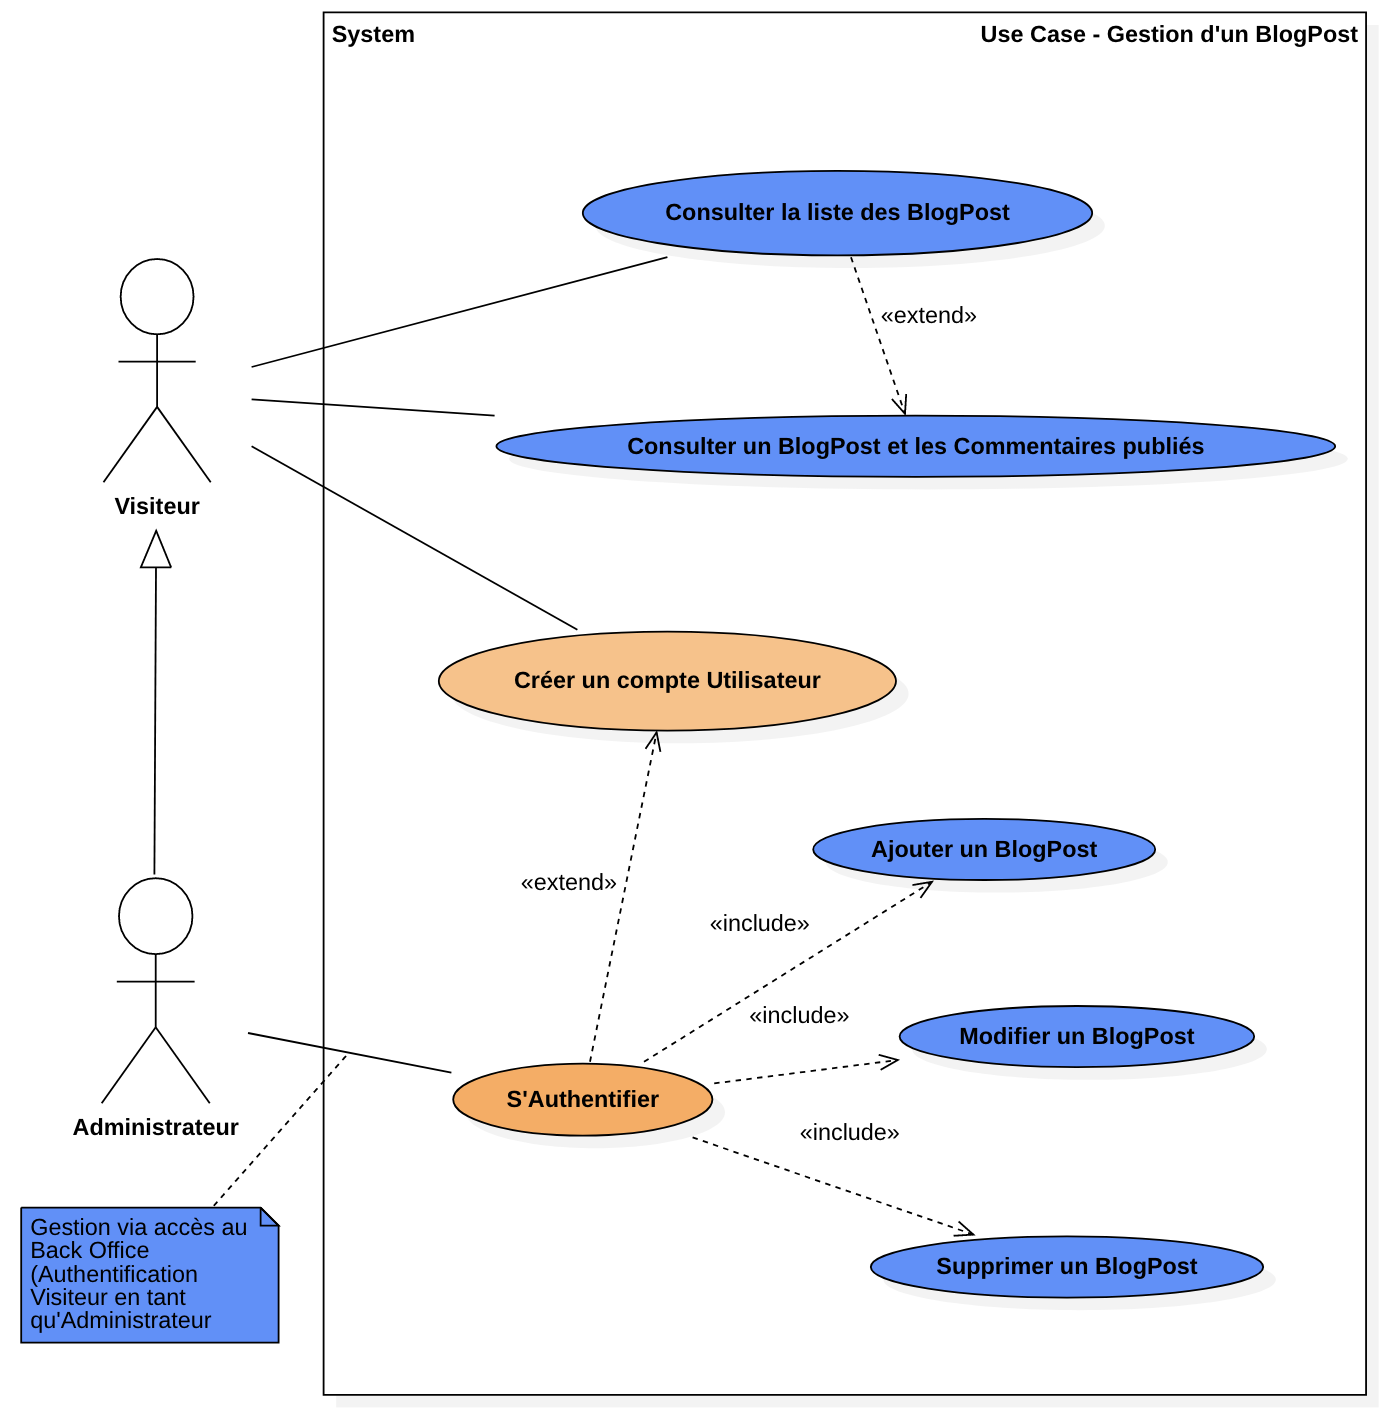 System
Use Case - Gestion d'un BlogPost
Consulter la liste des BlogPost
«extend»
Consulter un BlogPost et les Commentaires publiés
Visiteur
Créer un compte Utilisateur
Ajouter un BlogPost
«extend»
«include»
«include»
Modifier un BlogPost
S'Authentifier
Administrateur
«include»
Gestion via accès au
Back Office
(Authentification
Visiteur en tant
qu'Administrateur
Supprimer un BlogPost